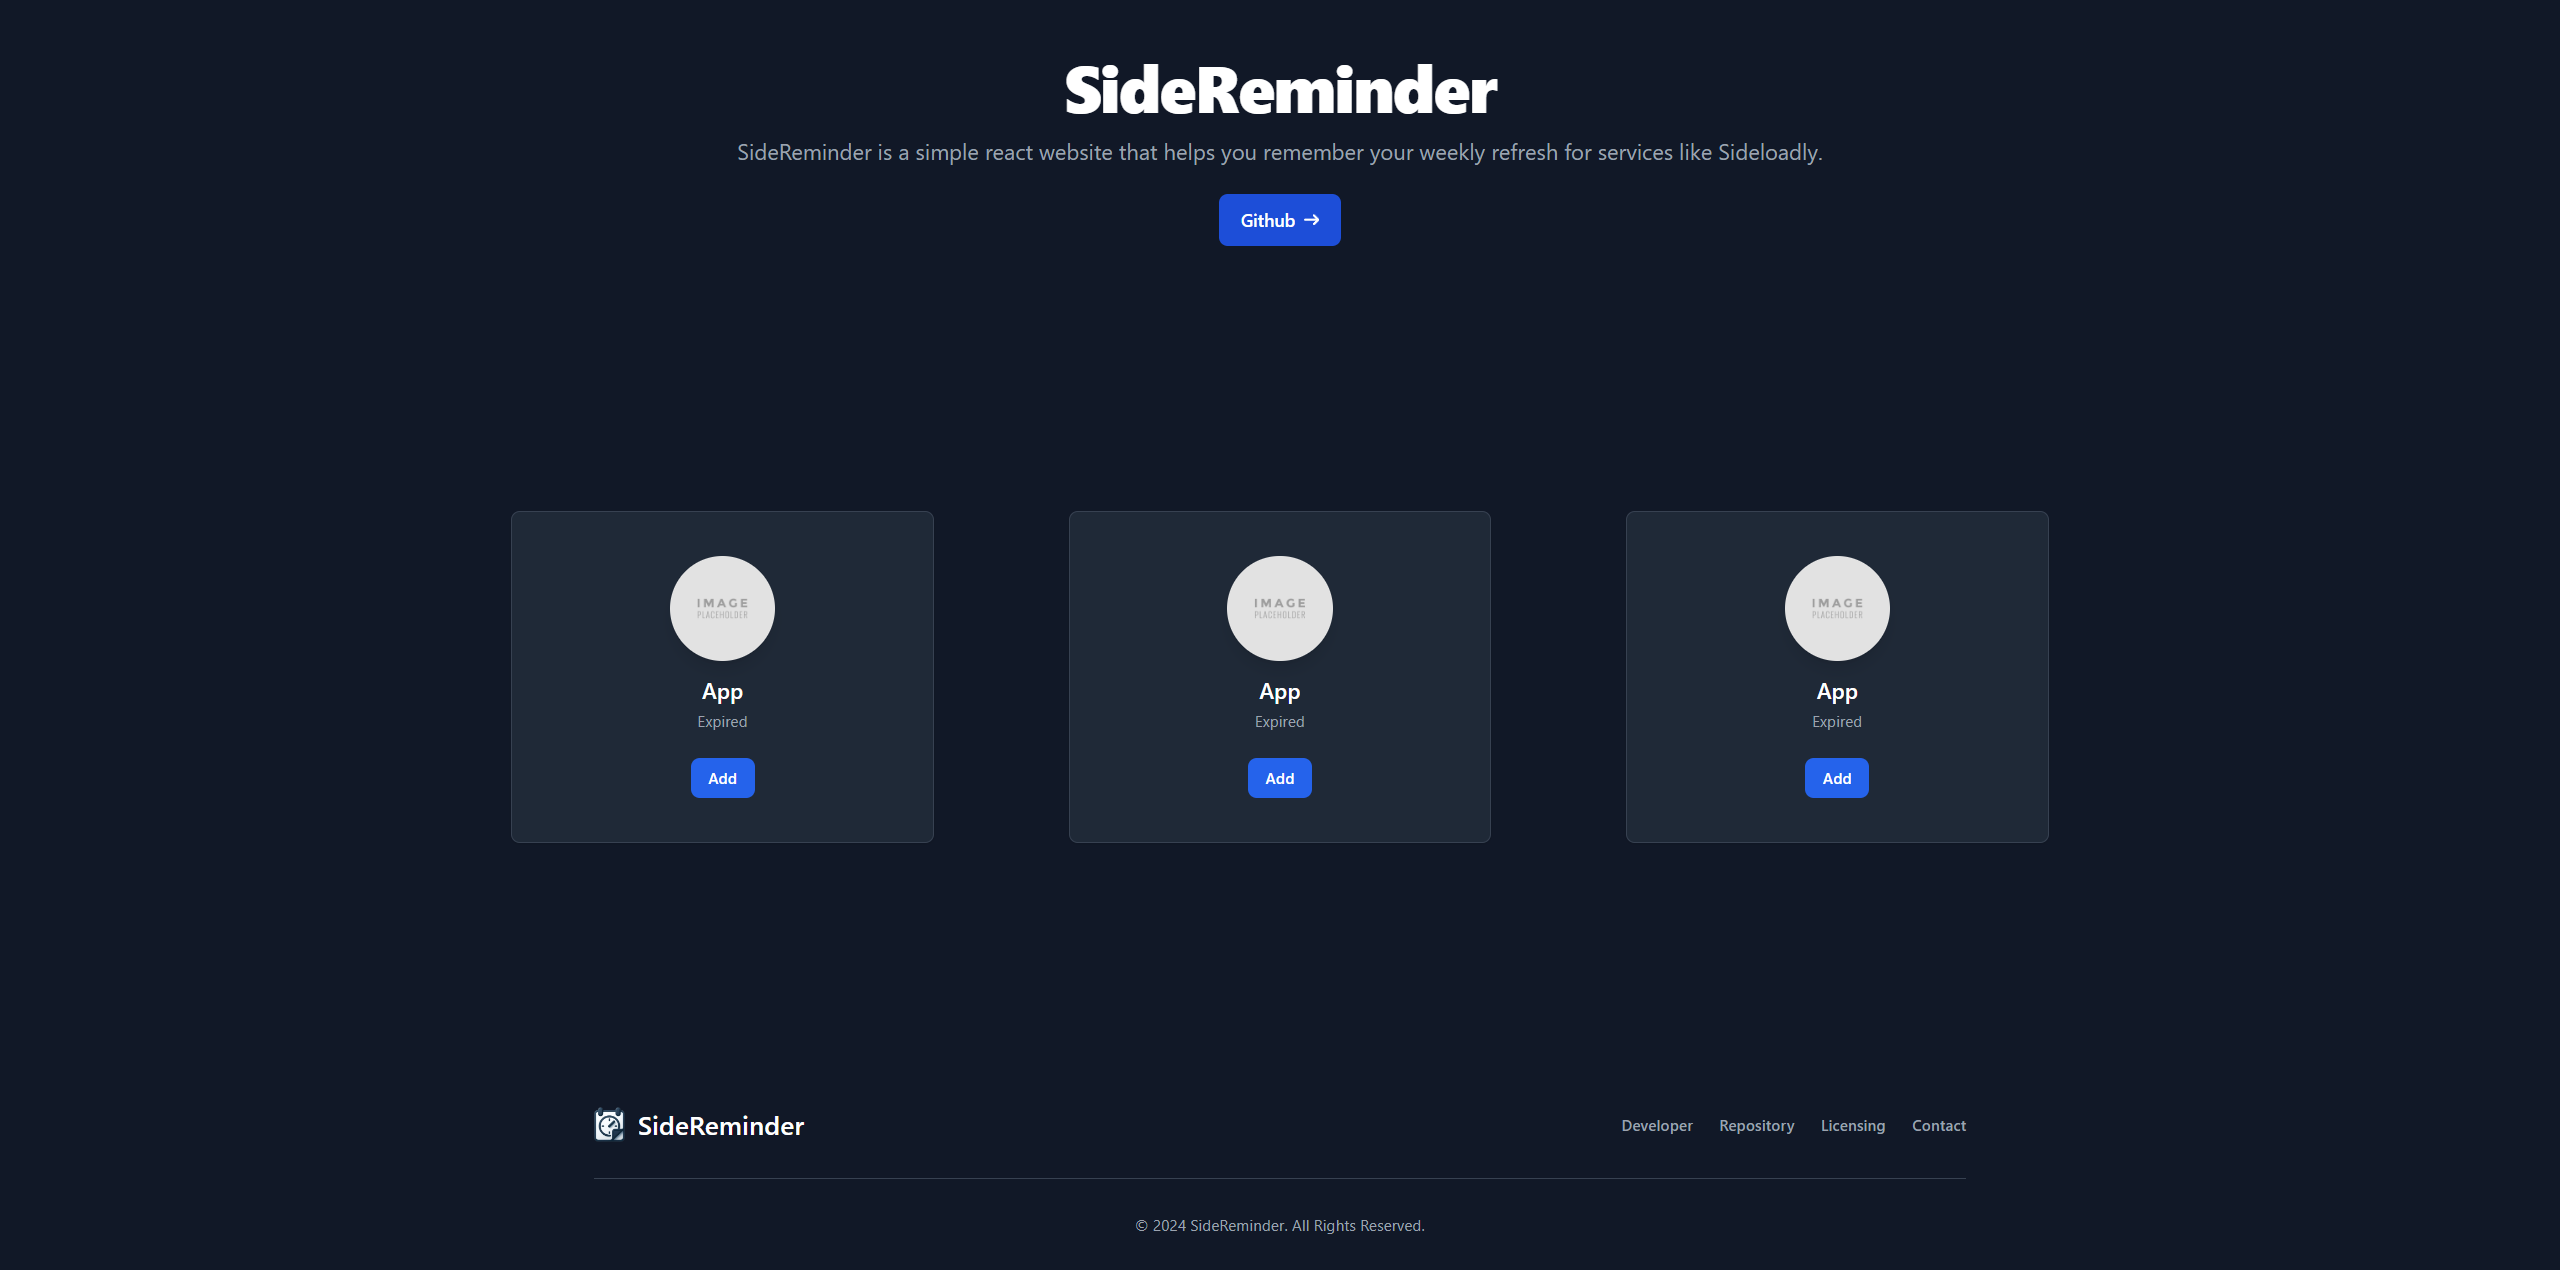 SideReminder
SideReminder is a simple react website that helps you remember your weekly refresh for services like Sideloadly.
Github →
IMAGE
PLACEHOLDER
App
Expired
Add
IMAGE
PLACEHOLDER
App
Expired
Add
IMAGE
PLACEHOLDER
App
Expired
Add
SideReminder
Developer Repository Licensing Contact
© 2024 SideReminder. All Rights Reserved.